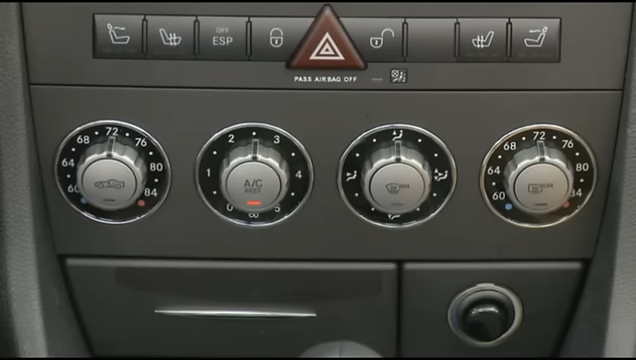 OFF
ESP
PASS AIRBAG OFF
60 64 68 72 76 80 84
0 1 2 3 4 5
A/C
REST
60 64 68 72 76 80 84